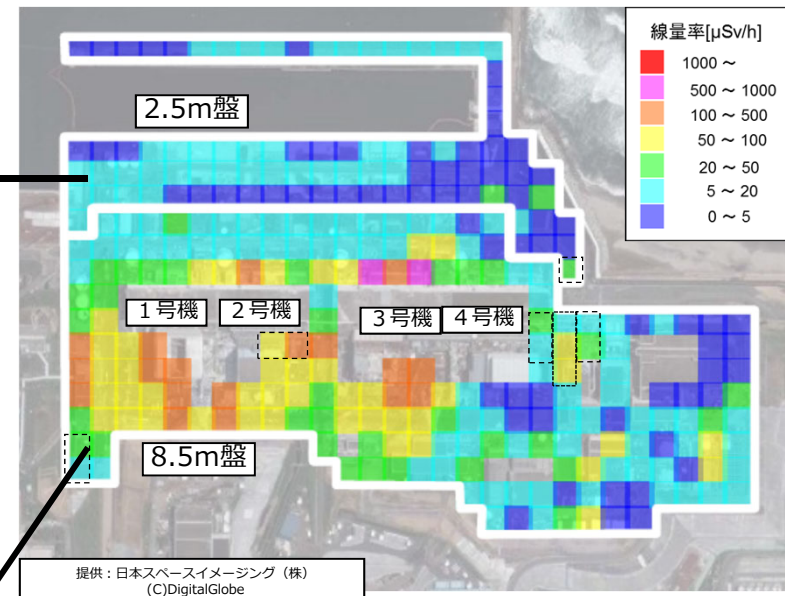 線量率[μSv/h]
1000 ～
500 ～ 1000
100 ～ 500
50 ～ 100
20 ～ 50
5 ～ 20
0 ～ 5
2.5m盤
１号機
２号機
３号機
４号機
8.5m盤
提供：日本スペースイメージング（株）
(C)DigitalGlobe